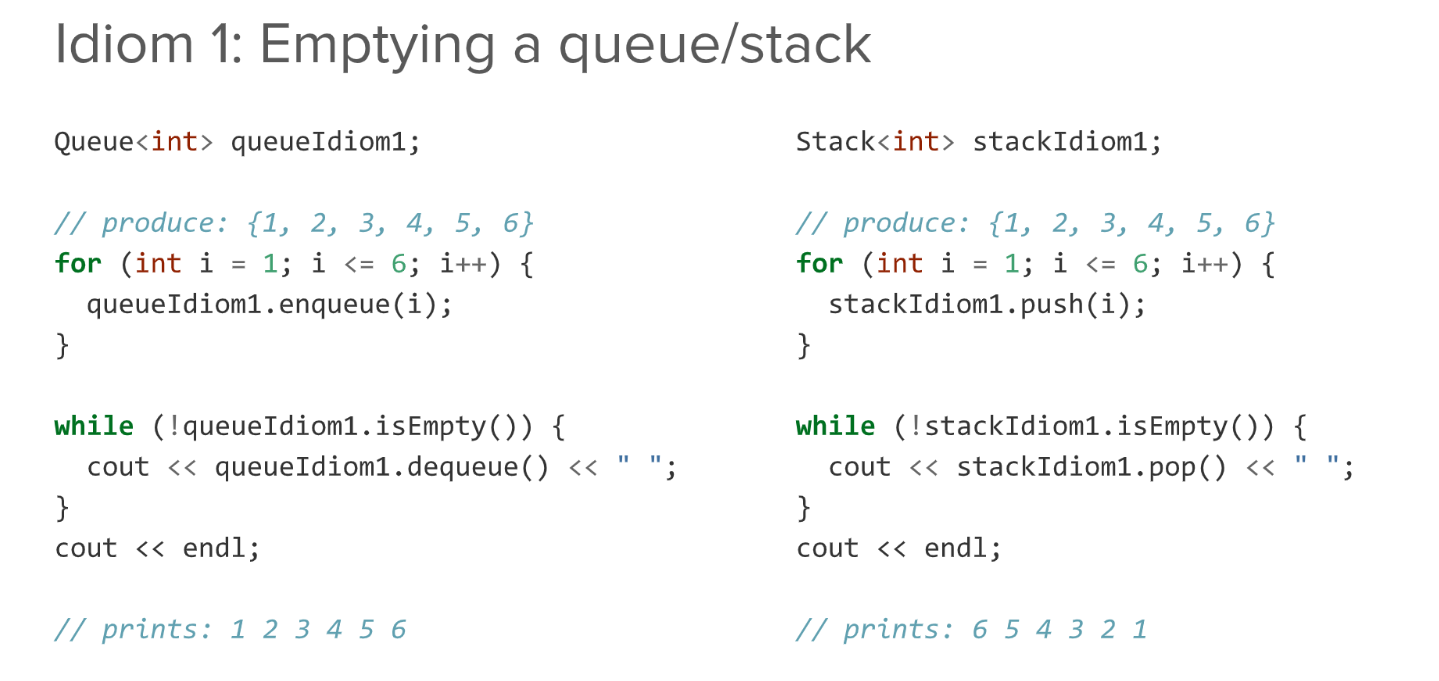 Idiom 1: Emptying a queue/stack
Queue<int> queueIdiom1;
// produce: {1, 2, 3, 4, 5, 6}
for (int i = 1; i <= 6; i++) {
  queueIdiom1.enqueue(i);
}
while (!queueIdiom1.isEmpty()) {
  cout << queueIdiom1.dequeue() << " ";
}
cout << endl;
// prints: 1 2 3 4 5 6
Stack<int> stackIdiom1;
// produce: {1, 2, 3, 4, 5, 6}
for (int i = 1; i <= 6; i++) {
  stackIdiom1.push(i);
}
while (!stackIdiom1.isEmpty()) {
  cout << stackIdiom1.pop() << " ";
}
cout << endl;
// prints: 6 5 4 3 2 1